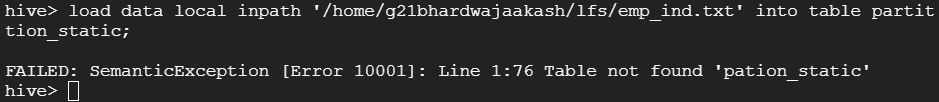 hive> load data local inpath '/home/g21bhardwajaakash/lfs/emp_ind.txt' into table partit
tion_static;
FAILED: SemanticException [Error 10001]: Line 1:76 Table not found 'pation_static'
hive>